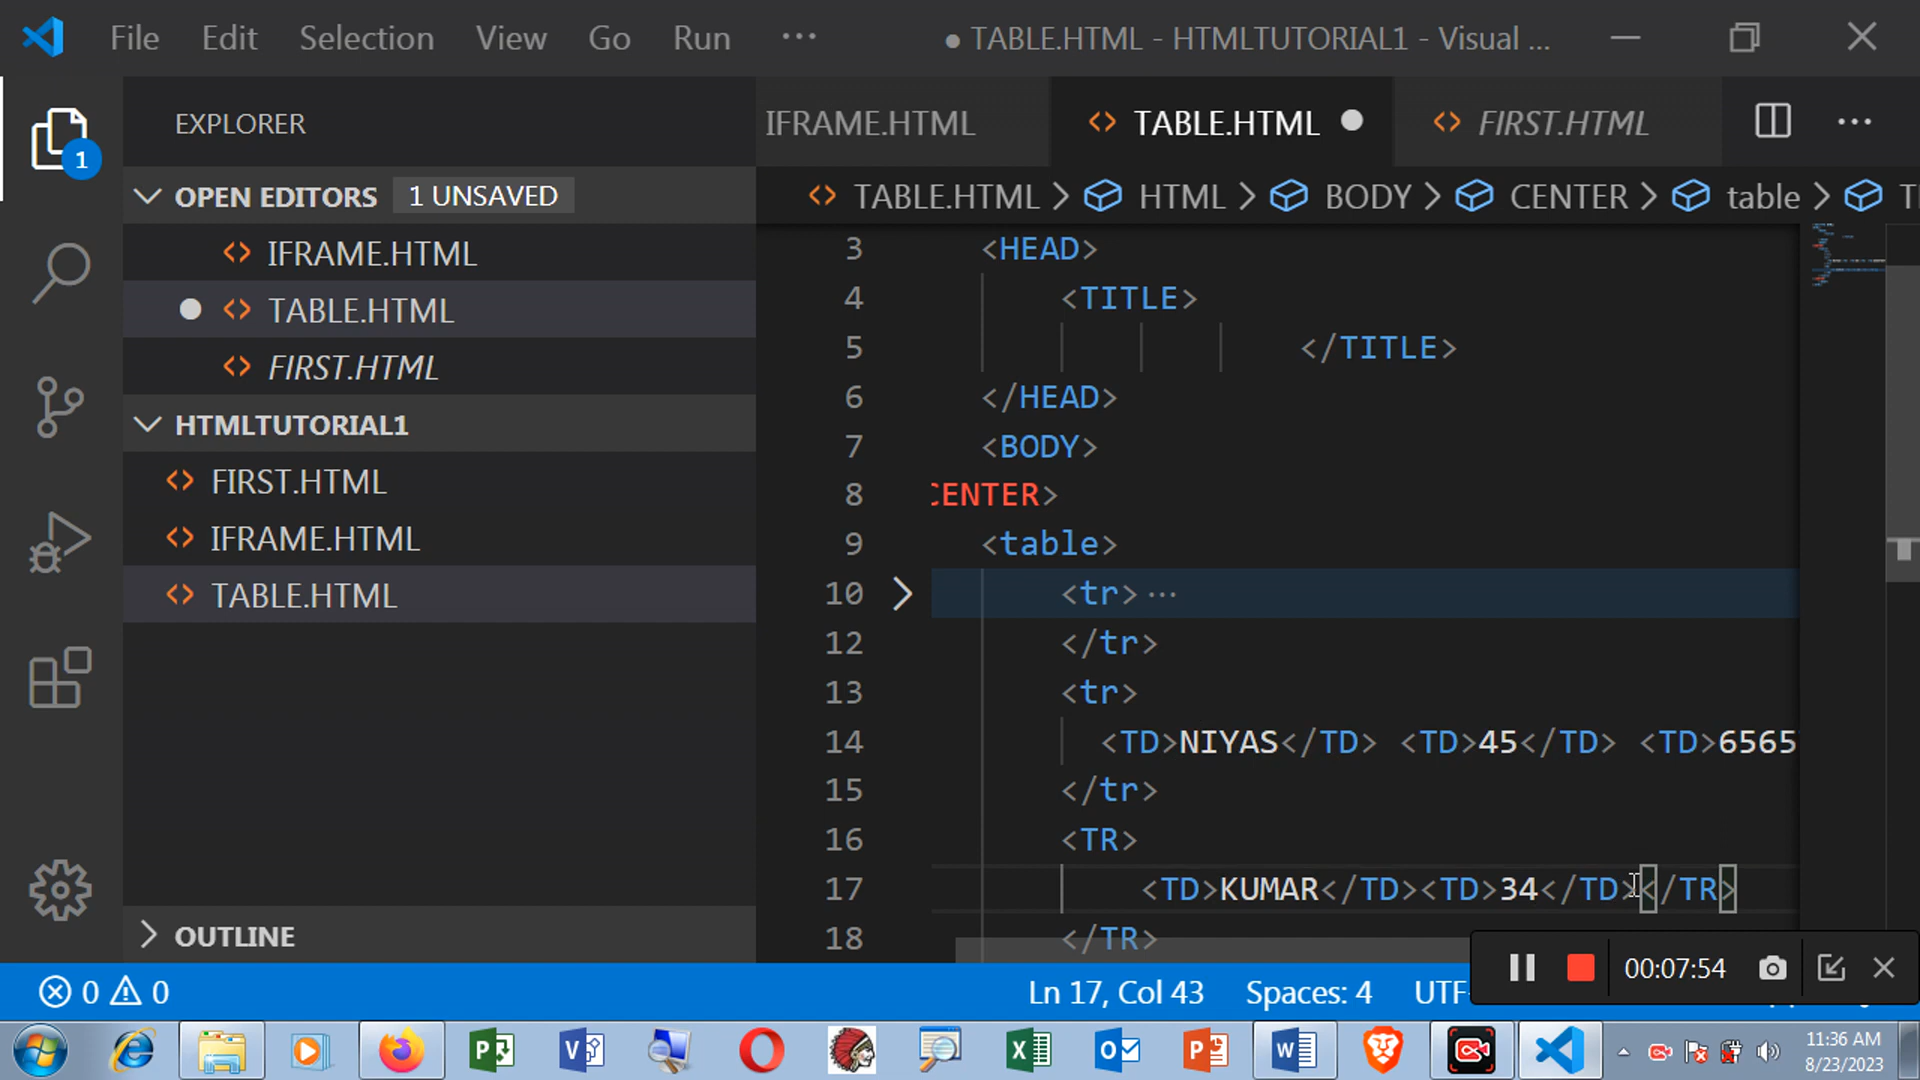 File Edit Selection View Go Run ··· ● TABLE.HTML - HTMLTUTORIAL1 - Visual ...
EXPLORER
IFRAME.HTML TABLE.HTML FIRST.HTML ···
1
OPEN EDITORS 1 UNSAVED
TABLE.HTML > HTML > BODY > CENTER > table >
IFRAME.HTML
TABLE.HTML
FIRST.HTML
HTMLTUTORIAL1
FIRST.HTML
IFRAME.HTML
TABLE.HTML
OUTLINE
3 <HEAD>
4 <TITLE>
5 </TITLE>
6 </HEAD>
7 <BODY>
8 CENTER>
9 <table>
10 <tr> ···
12 </tr>
13 <tr>
14 <TD>NIYAS</TD> <TD>45</TD> <TD>6565
15 </tr>
16 <TR>
17 <TD>KUMAR</TD><TD>34</TD></TR>
18 </TR>
00:07:54
0 0 Ln 17, Col 43 Spaces: 4 UTF-
11:36 AM
8/23/2023